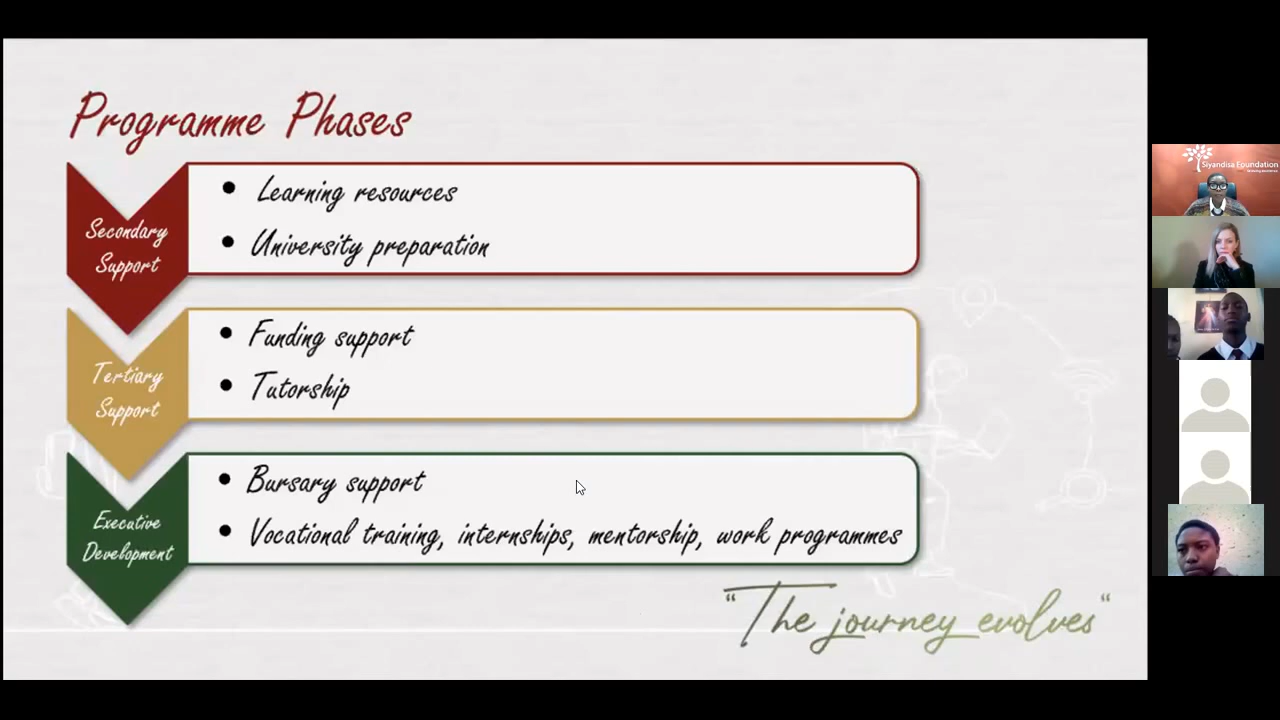 Programme Phases
Secondary
Support
• Learning resources
• University preparation
Tertiary
Support
• Funding support
• Tutorship
Executive
Development
• Bursary support
• Vocational training, internships, mentorship, work programmes
"The journey evolves"
Siyandisa Foundation